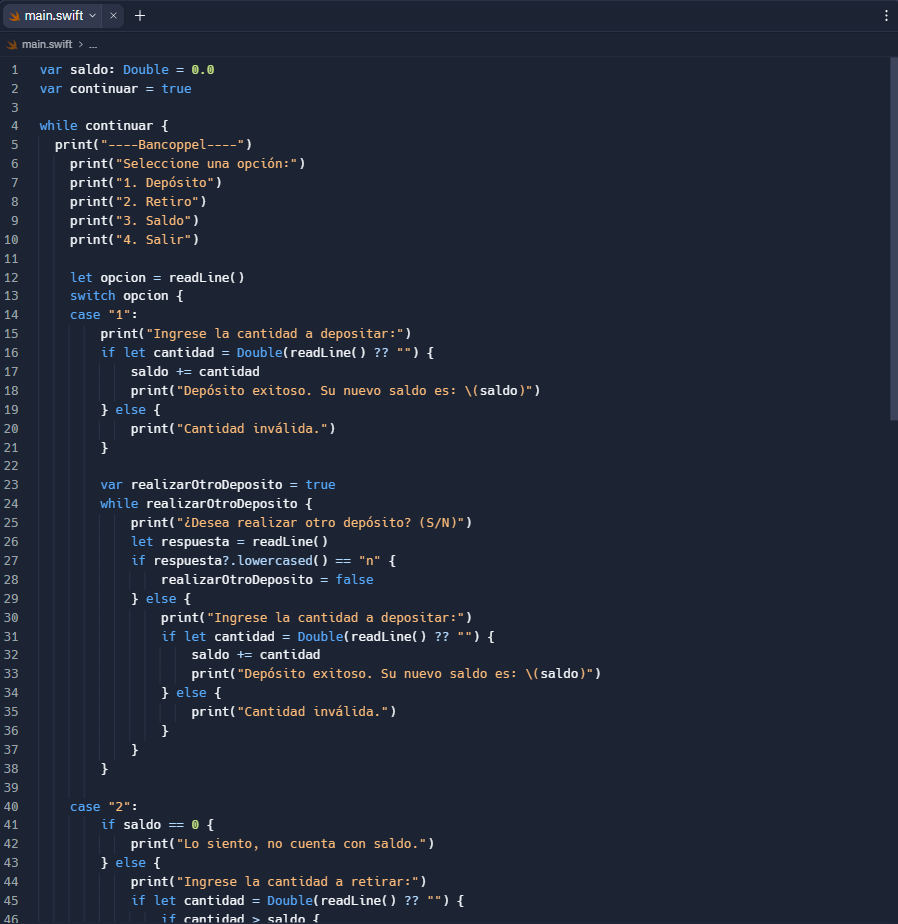 main.swift
main.swift > ...
1 var saldo: Double = 0.0
2 var continuar = true
3
4 while continuar {
5 print("----Bancoppel----")
6 print("Seleccione una opción:")
7 print("1. Depósito")
8 print("2. Retiro")
9 print("3. Saldo")
10 print("4. Salir")
11
12 let opcion = readLine()
13 switch opcion {
14 case "1":
15 print("Ingrese la cantidad a depositar:")
16 if let cantidad = Double(readLine() ?? "") {
17 saldo += cantidad
18 print("Depósito exitoso. Su nuevo saldo es: \(saldo)")
19 } else {
20 print("Cantidad inválida.")
21 }
22
23 var realizarOtroDeposito = true
24 while realizarOtroDeposito {
25 print("¿Desea realizar otro depósito? (S/N)")
26 let respuesta = readLine()
27 if respuesta?.lowercased() == "n" {
28 realizarOtroDeposito = false
29 } else {
30 print("Ingrese la cantidad a depositar:")
31 if let cantidad = Double(readLine() ?? "") {
32 saldo += cantidad
33 print("Depósito exitoso. Su nuevo saldo es: \(saldo)")
34 } else {
35 print("Cantidad inválida.")
36 }
37 }
38 }
39
40 case "2":
41 if saldo == 0 {
42 print("Lo siento, no cuenta con saldo.")
43 } else {
44 print("Ingrese la cantidad a retirar:")
45 if let cantidad = Double(readLine() ?? "") {
46 if cantidad > saldo {